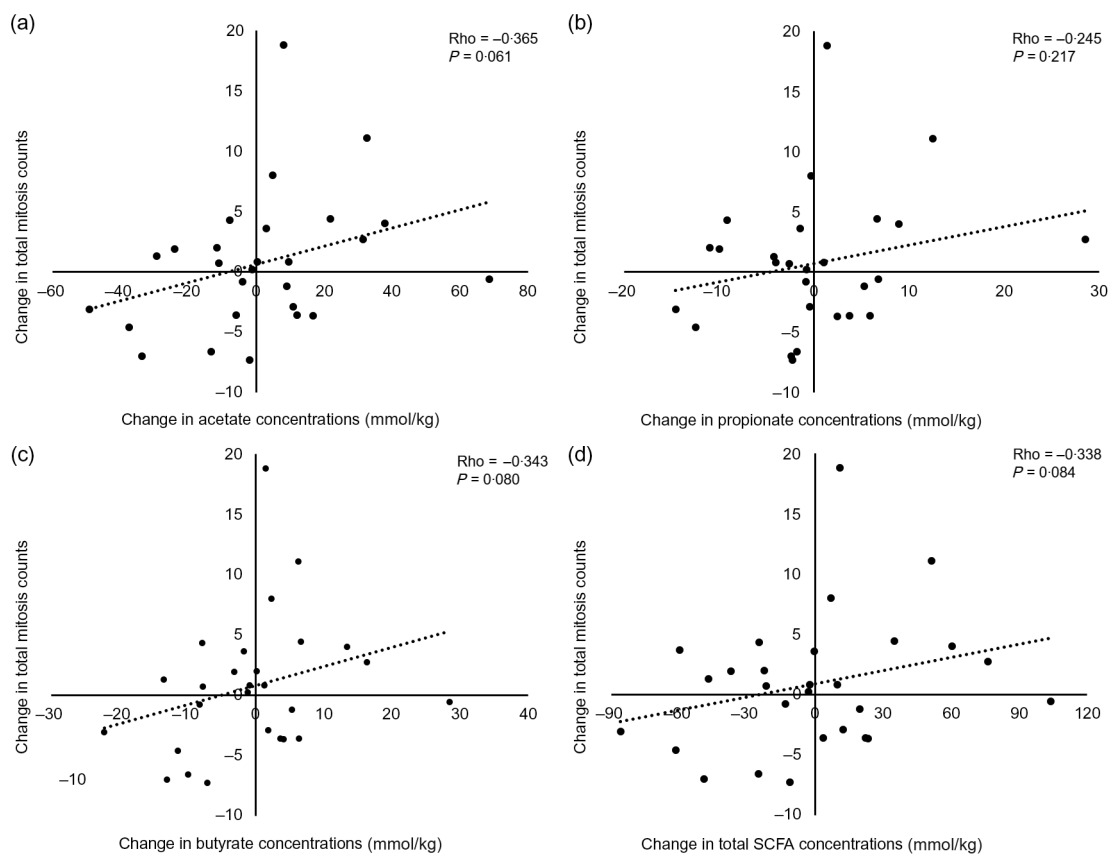 (a)
Rho = –0·365
P = 0·061
20
15
10
5
0
–5
–10
–60
–40
–20
0
20
40
60
80
Change in total mitosis counts
Change in acetate concentrations (mmol/kg)
(b)
Rho = –0·245
P = 0·217
20
15
10
5
0
–5
–10
–20
–10
0
10
20
30
Change in total mitosis counts
Change in propionate concentrations (mmol/kg)
(c)
Rho = –0·343
P = 0·080
20
15
10
5
0
–5
–10
–30
–20
–10
0
10
20
30
40
–10
Change in total mitosis counts
Change in butyrate concentrations (mmol/kg)
(d)
Rho = –0·338
P = 0·084
20
15
10
5
0
–5
–10
–90
–60
–30
0
30
60
90
120
Change in total mitosis counts
Change in total SCFA concentrations (mmol/kg)